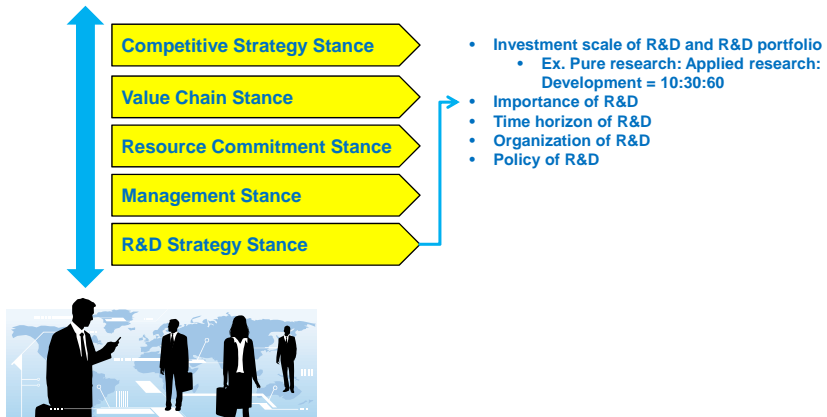 Competitive Strategy Stance
Value Chain Stance
Resource Commitment Stance
Management Stance
R&D Strategy Stance
• Investment scale of R&D and R&D portfolio
• Ex. Pure research: Applied research:
Development = 10:30:60
• Importance of R&D
• Time horizon of R&D
• Organization of R&D
• Policy of R&D